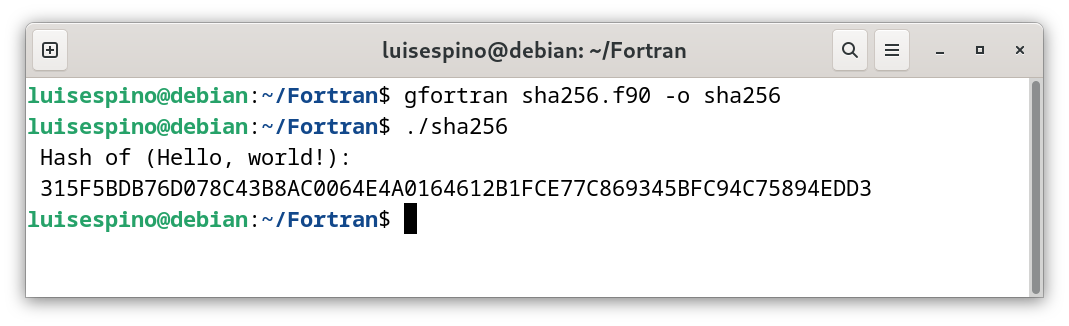 luisespino@debian: ~/Fortran
luisespino@debian:~/Fortran$ gfortran sha256.f90 -o sha256
luisespino@debian:~/Fortran$ ./sha256
Hash of (Hello, world!):
315F5BDB76D078C43B8AC0064E4A0164612B1FCE77C869345BFC94C75894EDD3
luisespino@debian:~/Fortran$